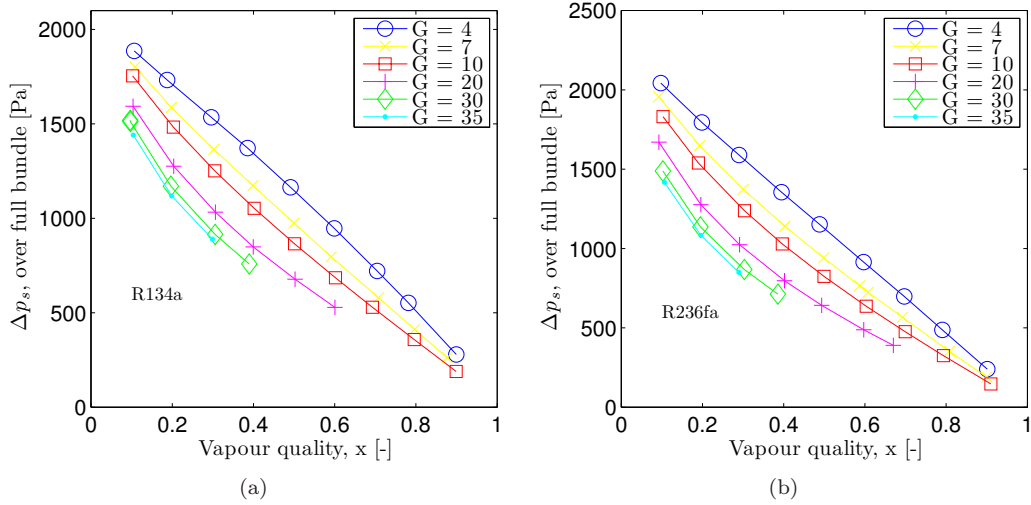 2000
1500
1000
500
0
0
0.2
0.4
0.6
0.8
1
Δp_s, over full bundle [Pa]
Vapour quality, x [-]
G = 4
G = 7
G = 10
G = 20
G = 30
G = 35
R134a
(a)
2500
2000
1500
1000
500
0
0
0.2
0.4
0.6
0.8
1
Δp_s, over full bundle [Pa]
Vapour quality, x [-]
G = 4
G = 7
G = 10
G = 20
G = 30
G = 35
R236fa
(b)